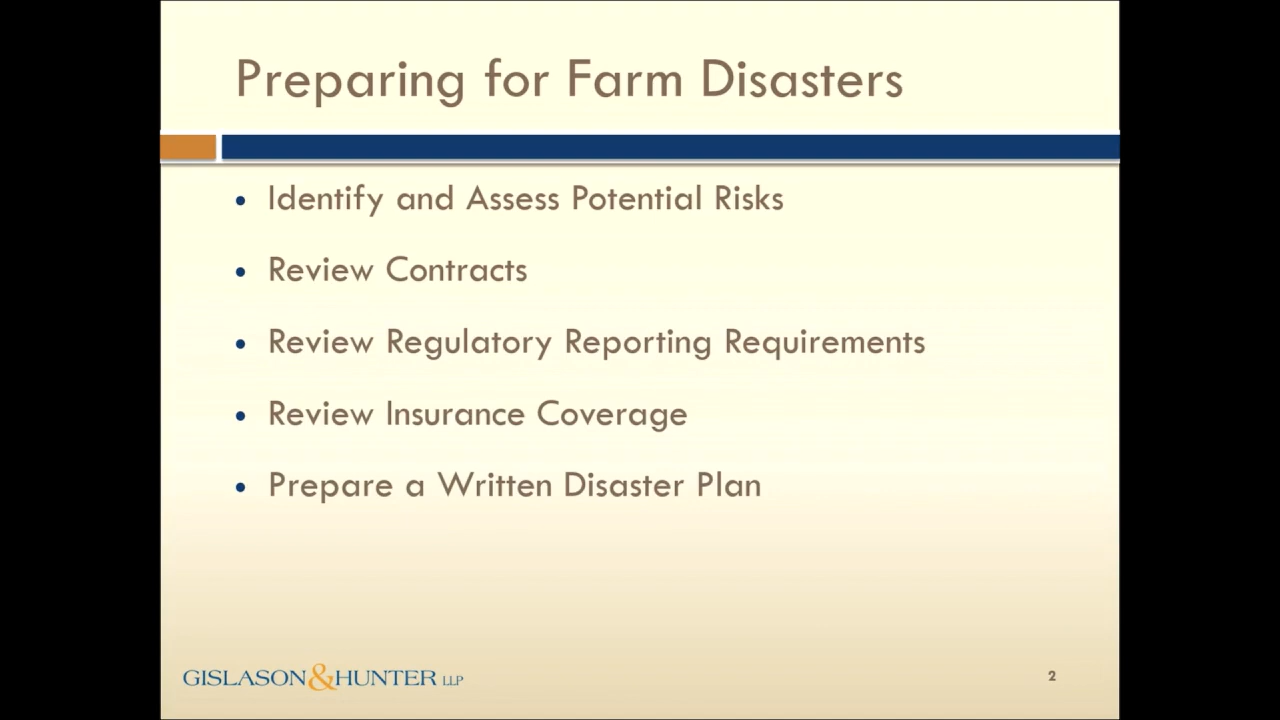 Preparing for Farm Disasters
• Identify and Assess Potential Risks
• Review Contracts
• Review Regulatory Reporting Requirements
• Review Insurance Coverage
• Prepare a Written Disaster Plan
GISLASON&HUNTER LLP
2